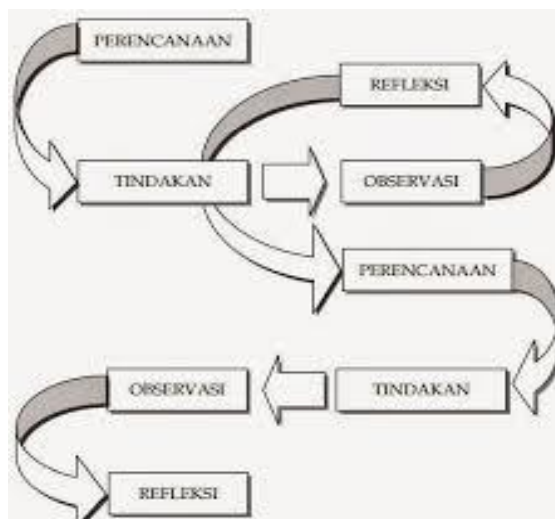 PERENCANAAN
REFLEKSI
TINDAKAN
OBSERVASI
PERENCANAAN
OBSERVASI
TINDAKAN
REFLEKSI